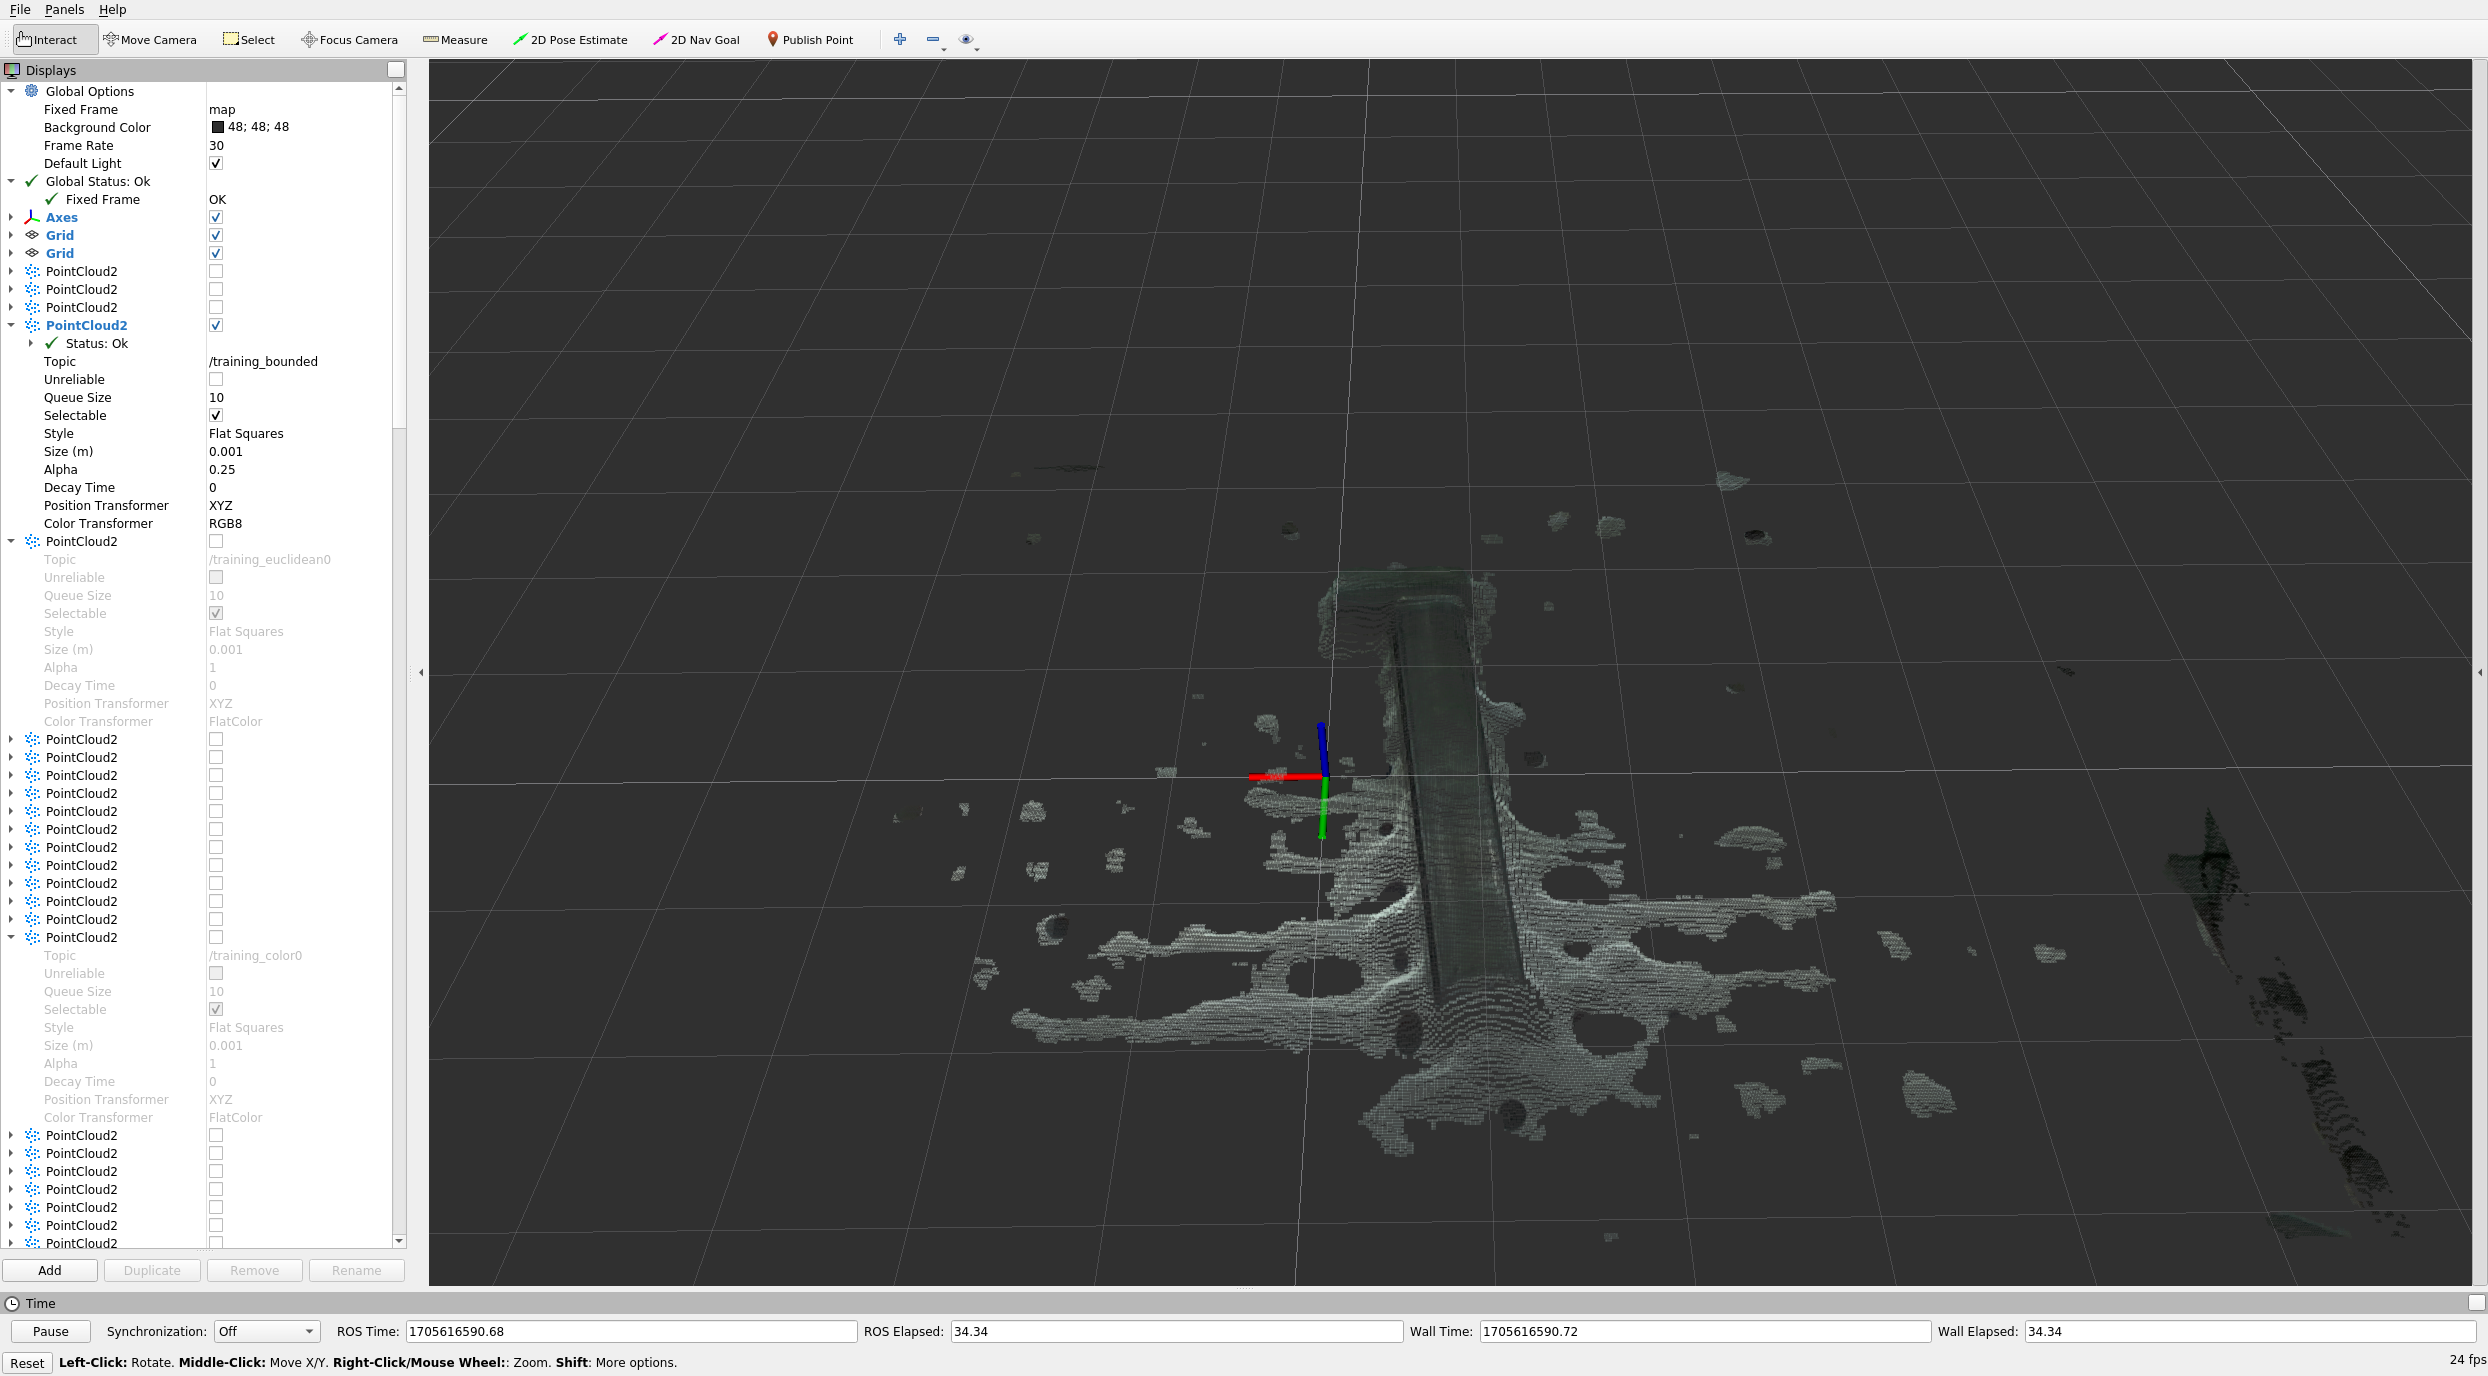 File Panels Help
Interact Move Camera Select Focus Camera Measure 2D Pose Estimate 2D Nav Goal Publish Point
Displays
Global Options
Fixed Frame map
Background Color 48; 48; 48
Frame Rate 30
Default Light
Global Status: Ok
Fixed Frame OK
Axes
Grid
Grid
PointCloud2
PointCloud2
PointCloud2
PointCloud2
Status: Ok
Topic /training_bounded
Unreliable
Queue Size 10
Selectable
Style Flat Squares
Size (m) 0.001
Alpha 0.25
Decay Time 0
Position Transformer XYZ
Color Transformer RGB8
PointCloud2
Topic /training_euclidean0
Unreliable
Queue Size 10
Selectable
Style Flat Squares
Size (m) 0.001
Alpha 1
Decay Time 0
Position Transformer XYZ
Color Transformer FlatColor
PointCloud2
PointCloud2
PointCloud2
PointCloud2
PointCloud2
PointCloud2
PointCloud2
PointCloud2
PointCloud2
PointCloud2
PointCloud2
PointCloud2
Topic /training_color0
Unreliable
Queue Size 10
Selectable
Style Flat Squares
Size (m) 0.001
Alpha 1
Decay Time 0
Position Transformer XYZ
Color Transformer FlatColor
PointCloud2
PointCloud2
PointCloud2
PointCloud2
PointCloud2
PointCloud2
PointCloud2
Add Duplicate Remove Rename
Time
Pause Synchronization: Off ROS Time: 1705616590.68 ROS Elapsed: 34.34 Wall Time: 1705616590.72 Wall Elapsed: 34.34
Reset Left-Click: Rotate. Middle-Click: Move X/Y. Right-Click/Mouse Wheel:: Zoom. Shift: More options. 24 fps